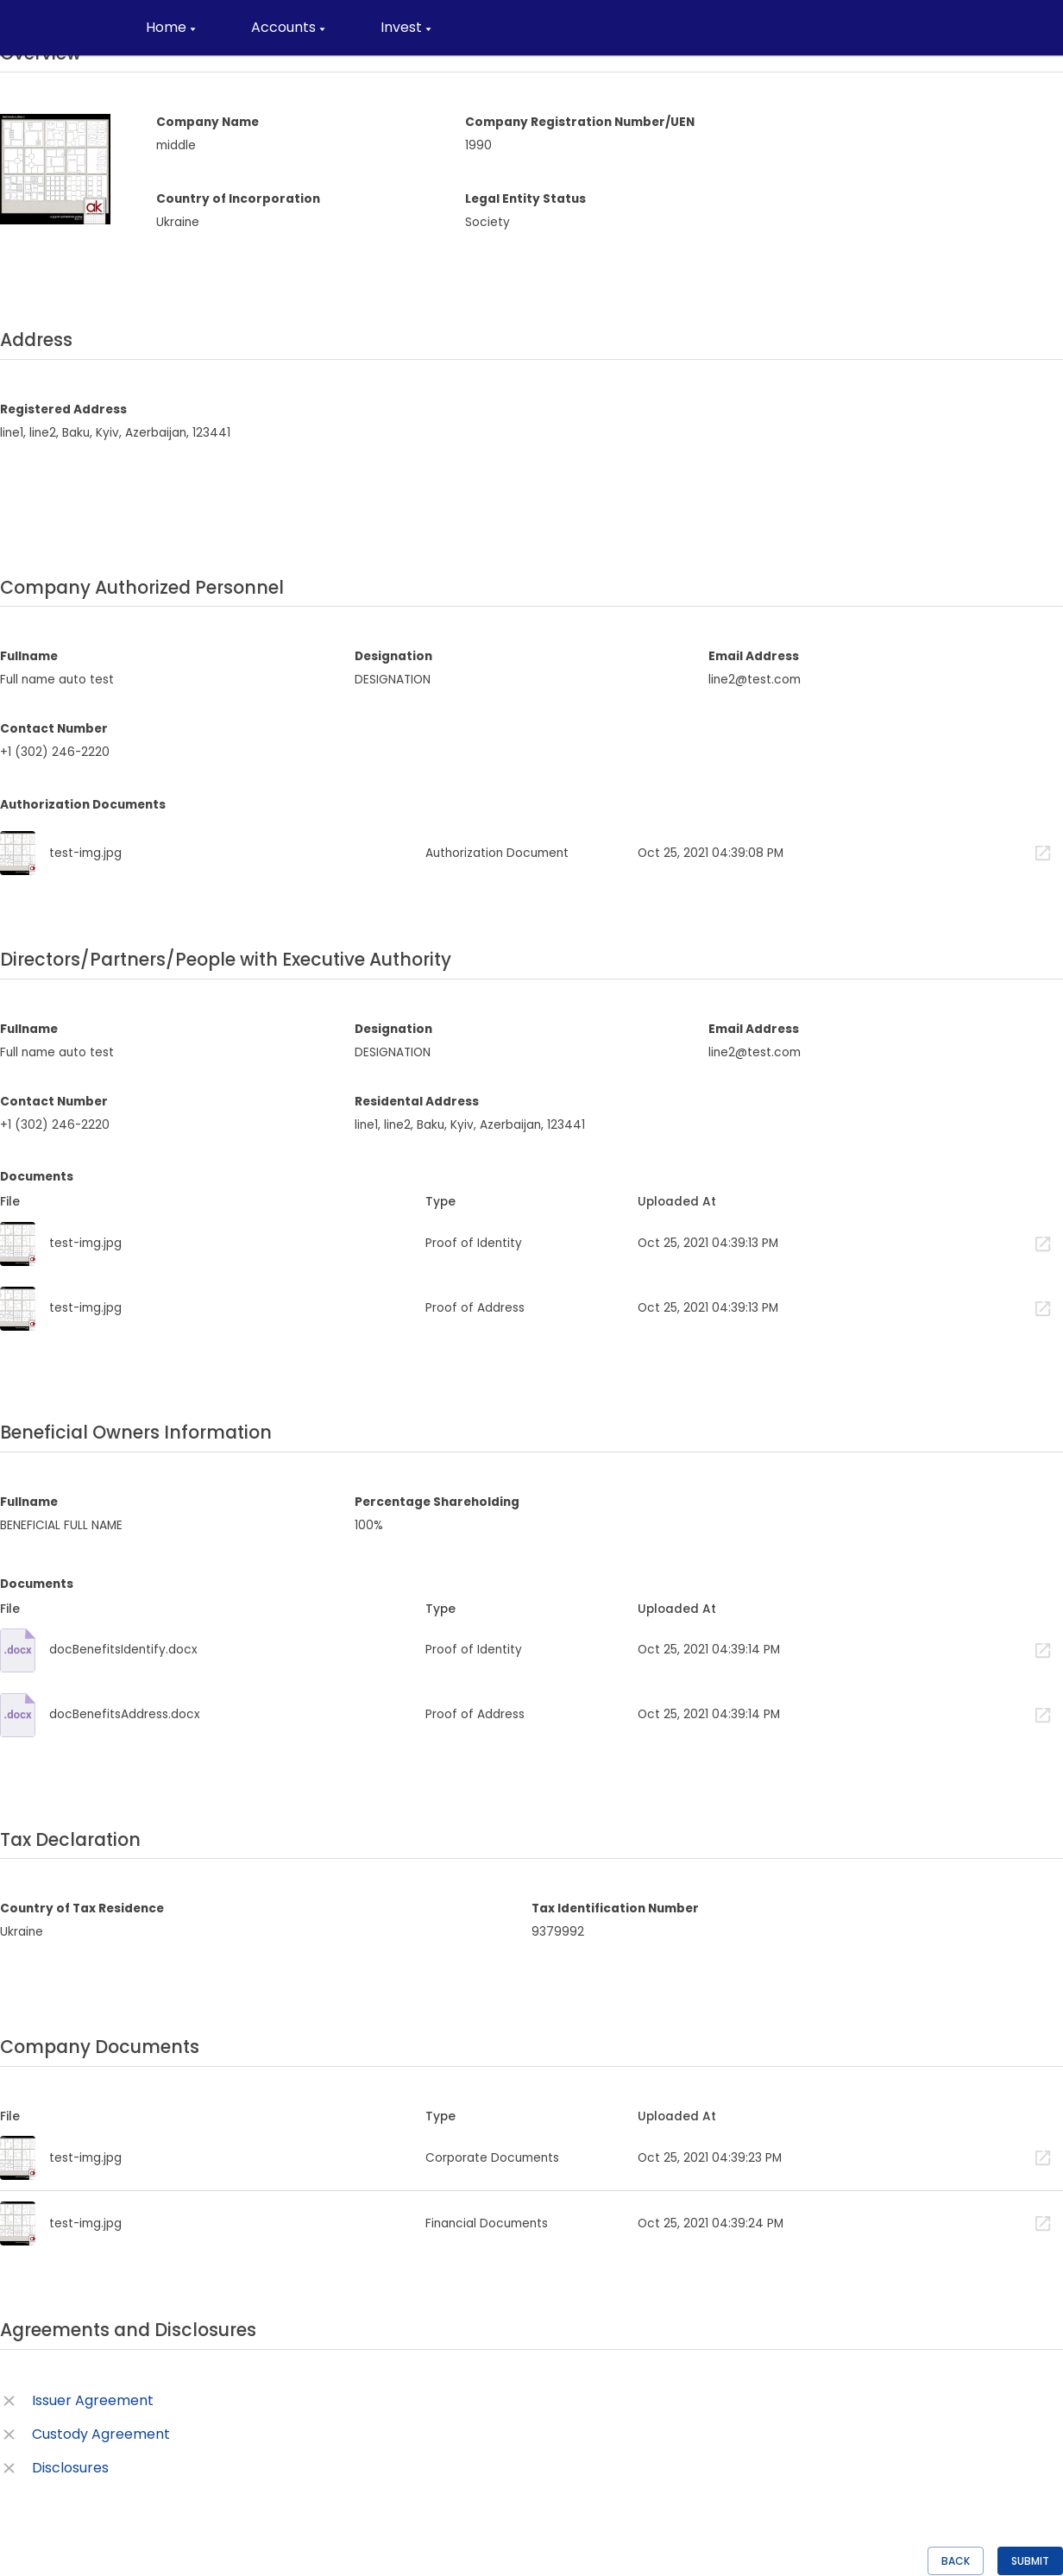 Home Accounts Invest
Overview
Company Name Company Registration Number/UEN
middle 1990
Country of Incorporation Legal Entity Status
Ukraine Society
ak
Address
Registered Address
line1, line2, Baku, Kyiv, Azerbaijan, 123441
Company Authorized Personnel
Fullname Designation Email Address
Full name auto test DESIGNATION line2@test.com
Contact Number
+1 (302) 246-2220
Authorization Documents
test-img.jpg Authorization Document Oct 25, 2021 04:39:08 PM
Directors/Partners/People with Executive Authority
Fullname Designation Email Address
Full name auto test DESIGNATION line2@test.com
Contact Number Residental Address
+1 (302) 246-2220 line1, line2, Baku, Kyiv, Azerbaijan, 123441
Documents
File Type Uploaded At
test-img.jpg Proof of Identity Oct 25, 2021 04:39:13 PM
test-img.jpg Proof of Address Oct 25, 2021 04:39:13 PM
Beneficial Owners Information
Fullname Percentage Shareholding
BENEFICIAL FULL NAME 100%
Documents
File Type Uploaded At
.docx docBenefitsIdentify.docx Proof of Identity Oct 25, 2021 04:39:14 PM
.docx docBenefitsAddress.docx Proof of Address Oct 25, 2021 04:39:14 PM
Tax Declaration
Country of Tax Residence Tax Identification Number
Ukraine 9379992
Company Documents
File Type Uploaded At
test-img.jpg Corporate Documents Oct 25, 2021 04:39:23 PM
test-img.jpg Financial Documents Oct 25, 2021 04:39:24 PM
Agreements and Disclosures
Issuer Agreement
Custody Agreement
Disclosures
BACK SUBMIT